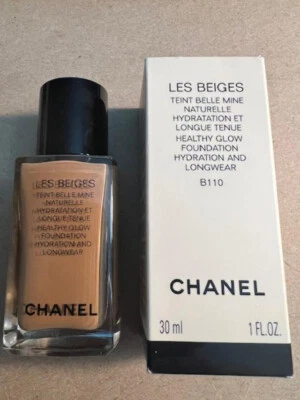 LES BEIGES
TEINT BELLE MINE
NATURELLE
HYDRATATION ET
LONGUE TENUE
HEALTHY GLOW
FOUNDATION
HYDRATION AND
LONGWEAR
CHANEL
LES BEIGES
TEINT BELLE MINE
NATURELLE
HYDRATATION ET
LONGUE TENUE
HEALTHY GLOW
FOUNDATION
HYDRATION AND
LONGWEAR
B110
CHANEL
30 ml
1 FL.OZ.